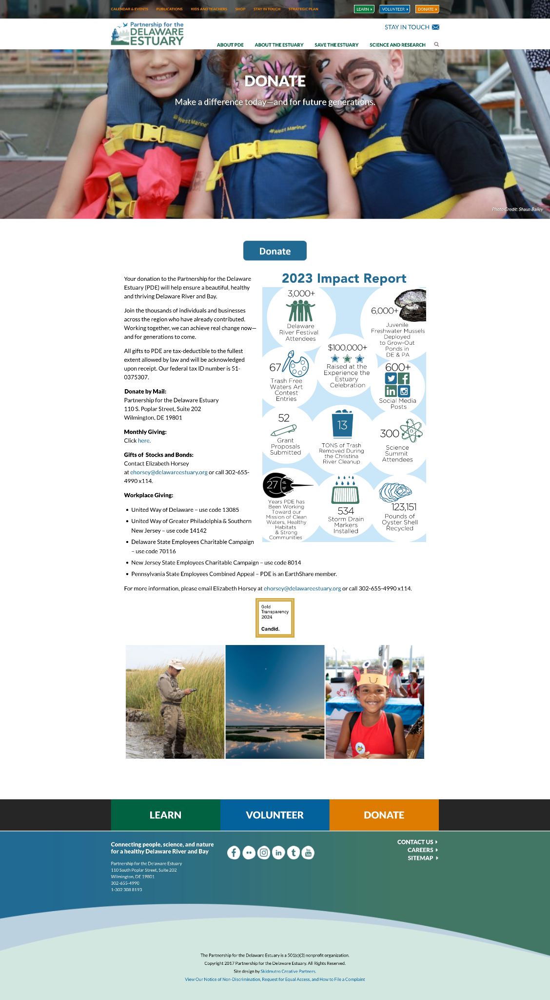 CALENDAR & EVENTS PUBLICATIONS KIDS AND TEACHERS SHOP STAY IN TOUCH STRATEGIC PLAN LEARN VOLUNTEER DONATE
Partnership for the
DELAWARE
ESTUARY
STAY IN TOUCH
ABOUT PDE ABOUT THE ESTUARY SAVE THE ESTUARY SCIENCE AND RESEARCH
DONATE
Make a difference today—and for future generations.
West Marine
West Marine
Photo Credit: Shaun Bailey
Donate
Your donation to the Partnership for the Delaware
Estuary (PDE) will help ensure a beautiful, healthy
and thriving Delaware River and Bay.
Join the thousands of individuals and businesses
across the region who have already contributed.
Working together, we can achieve real change now—
and for generations to come.
All gifts to PDE are tax-deductible to the fullest
extent allowed by law and will be acknowledged
upon receipt. Our federal tax ID number is 51-
0375307.
Donate by Mail:
Partnership for the Delaware Estuary
110 S. Poplar Street, Suite 202
Wilmington, DE 19801
Monthly Giving:
Click here.
Gifts of Stocks and Bonds:
Contact Elizabeth Horsey
at ehorsey@delawareestuary.org or call 302-655-
4990 x114.
Workplace Giving:
• United Way of Delaware – use code 13085
• United Way of Greater Philadelphia & Southern
New Jersey – use code 14142
• Delaware State Employees Charitable Campaign
– use code 70116
• New Jersey State Employees Charitable Campaign – use code 8014
• Pennsylvania State Employees Combined Appeal – PDE is an EarthShare member.
2023 Impact Report
3,000+
Delaware
River Festival
Attendees
6,000+
Juvenile
Freshwater Mussels
Deployed
to Grow-Out
Ponds in
DE & PA
$100,000+
Raised at the
Experience the
Estuary
Celebration
67
Trash Free
Waters Art
Contest
Entries
600+
Social Media
Posts
52
Grant
Proposals
Submitted
13
TONS of Trash
Removed During
the Christina
River Cleanup
300
Science
Summit
Attendees
27
Years PDE has
Been Working
Toward our
Mission of Clean
Waters, Healthy
Habitats
& Strong
Communities
534
Storm Drain
Markers
Installed
123,151
Pounds of
Oyster Shell
Recycled
For more information, please email Elizabeth Horsey at ehorsey@delawareestuary.org or call 302-655-4990 x114.
Gold
Transparency
2024
Candid.
LEARN VOLUNTEER DONATE
Connecting people, science, and nature
for a healthy Delaware River and Bay
Partnership for the Delaware Estuary
110 South Poplar Street, Suite 202
Wilmington, DE 19801
302-655-4990
1-302 308 8193
You
Tube
CONTACT US
CAREERS
SITEMAP
The Partnership for the Delaware Estuary is a 501(c)(3) nonprofit organization.
Copyright 2017 Partnership for the Delaware Estuary. All Rights Reserved.
Site design by Skidmutro Creative Partners.
View Our Notice of Non-Discrimination, Request for Equal Access, and How to File a Complaint